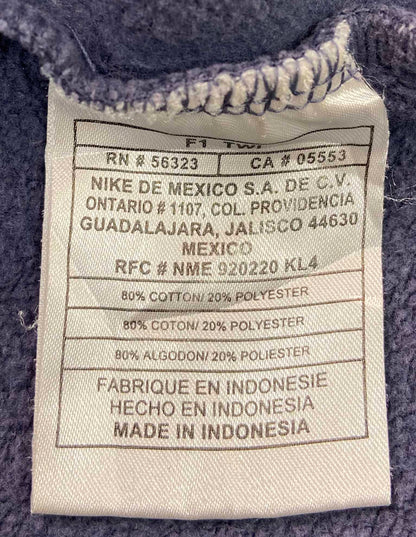 RN # 56323 CA # 05553
NIKE DE MEXICO S.A. DE C.V.
ONTARIO # 1107, COL. PROVIDENCIA
GUADALAJARA, JALISCO 44630
MEXICO
RFC # NME 920220 KL4
80% COTTON/ 20% POLYESTER
80% COTON/ 20% POLYESTER
80% ALGODON/ 20% POLIESTER
FABRIQUE EN INDONESIE
HECHO EN INDONESIA
MADE IN INDONESIA